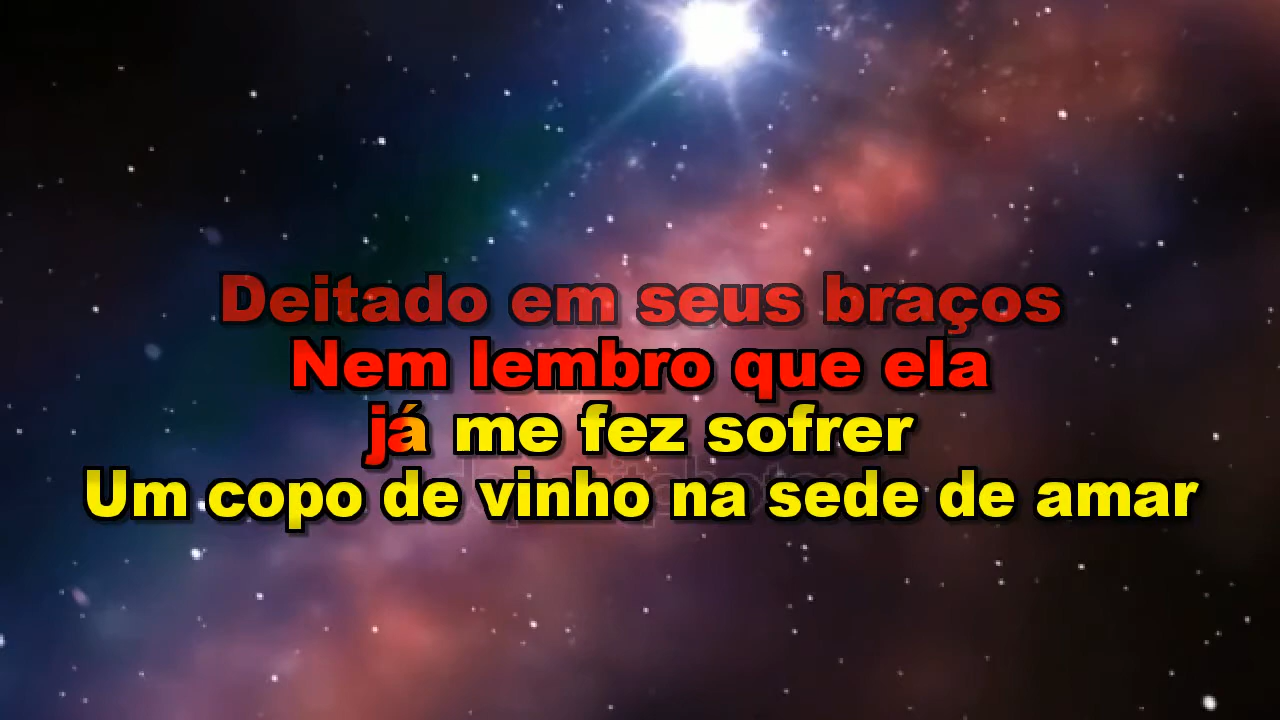 Deitado em seus braços
Nem lembro que ela
já me fez sofrer
Um copo de vinho na sede de amar
depositphotos